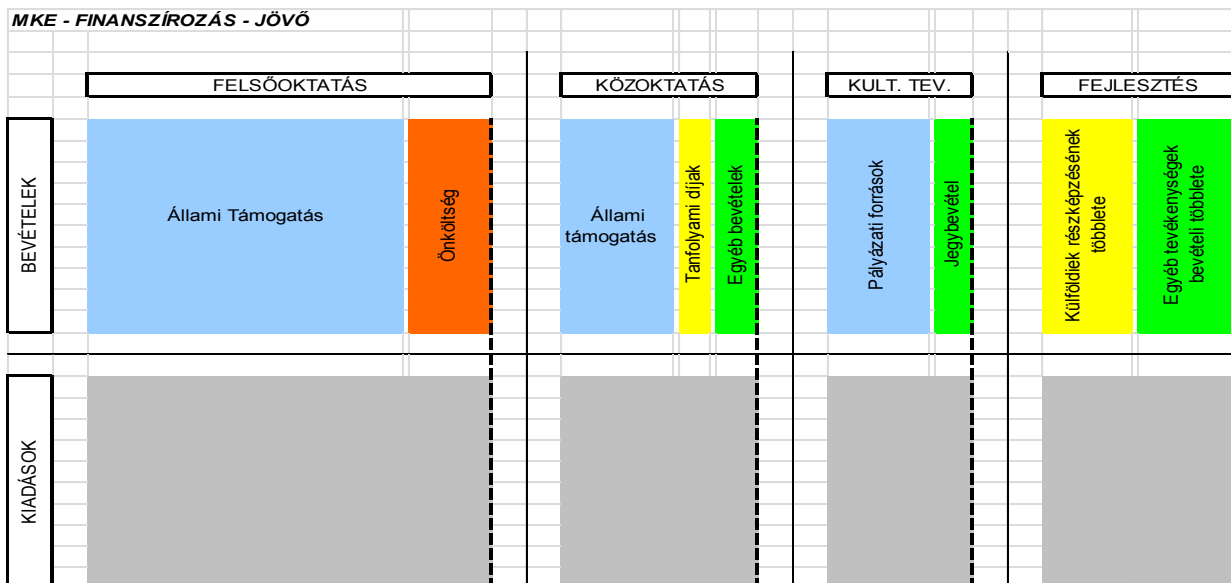 MKE - FINANSZÍROZÁS - JÖVŐ
FELSŐOKTATÁS
KÖZOKTATÁS
KULT. TEV.
FEJLESZTÉS
BEVÉTELEK
Állami Támogatás
Önköltség
Állami
támogatás
Tanfolyami díjak
Egyéb bevételek
Pályázati források
Jegybevétel
Külföldiek részképzésének
többlete
Egyéb tevékenységek
bevételi többlete
KIADÁSOK